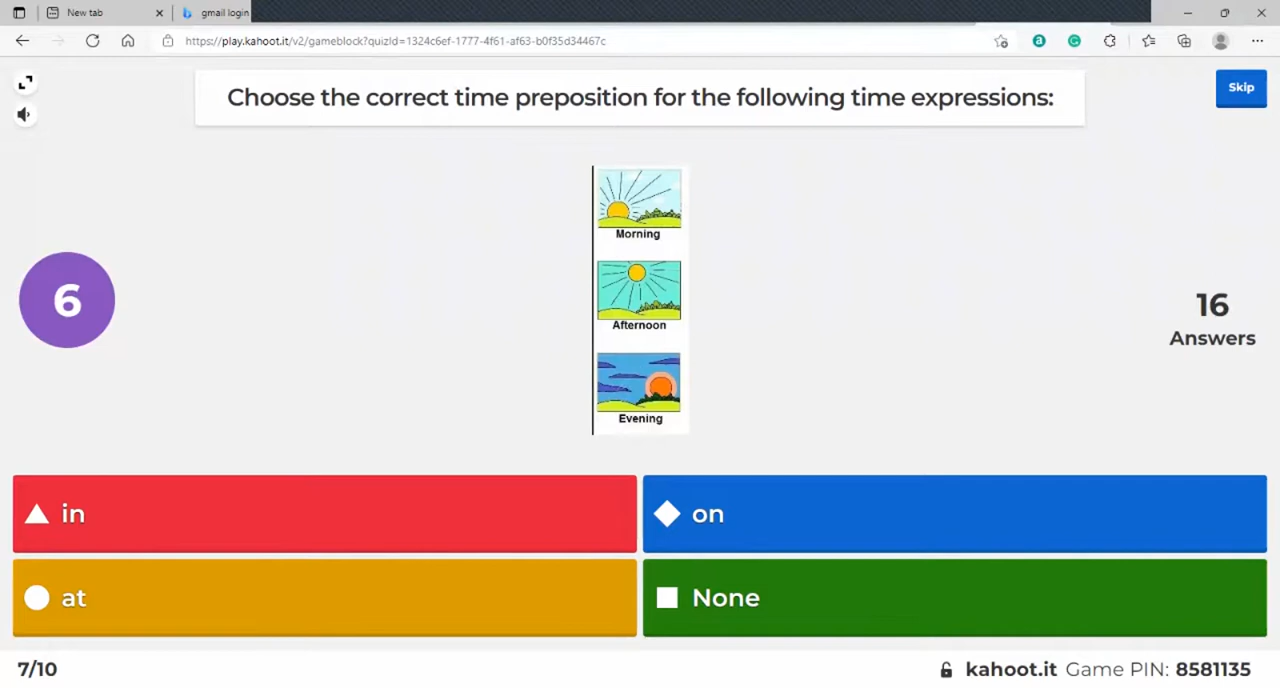 New tab
gmail login
https://play.kahoot.it/v2/gameblock?quizId=1324c6ef-1777-4f61-af63-b0f35d34467c
Choose the correct time preposition for the following time expressions:
Skip
Morning
Afternoon
Evening
6
16
Answers
in
on
at
None
7/10
kahoot.it Game PIN: 8581135